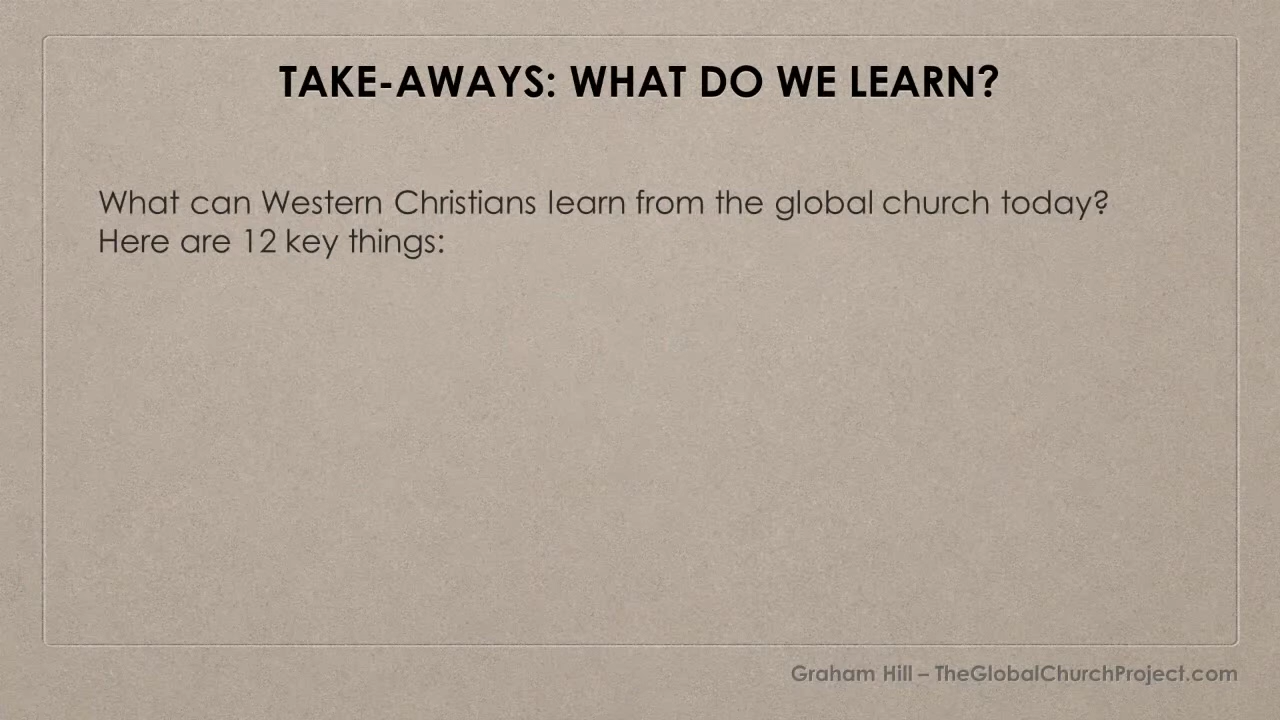 TAKE-AWAYS: WHAT DO WE LEARN?
What can Western Christians learn from the global church today?
Here are 12 key things:
Graham Hill – TheGlobalChurchProject.com